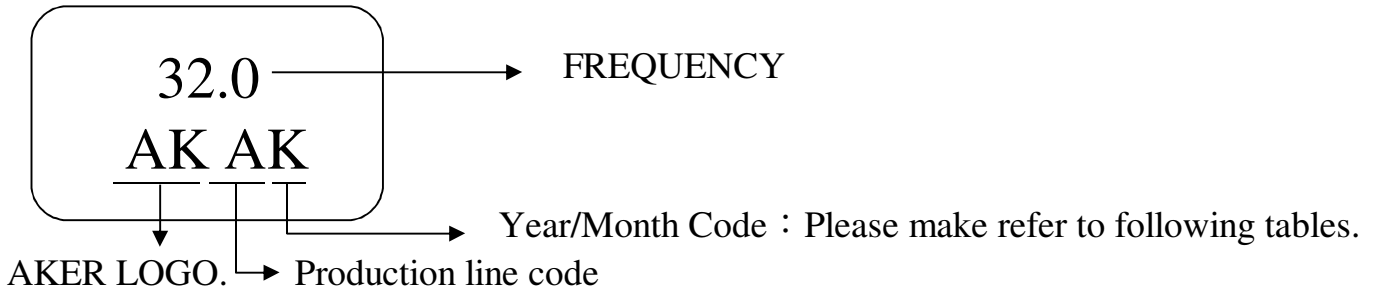 32.0 FREQUENCY
AK AK
Year/Month Code：Please make refer to following tables.
AKER LOGO. Production line code